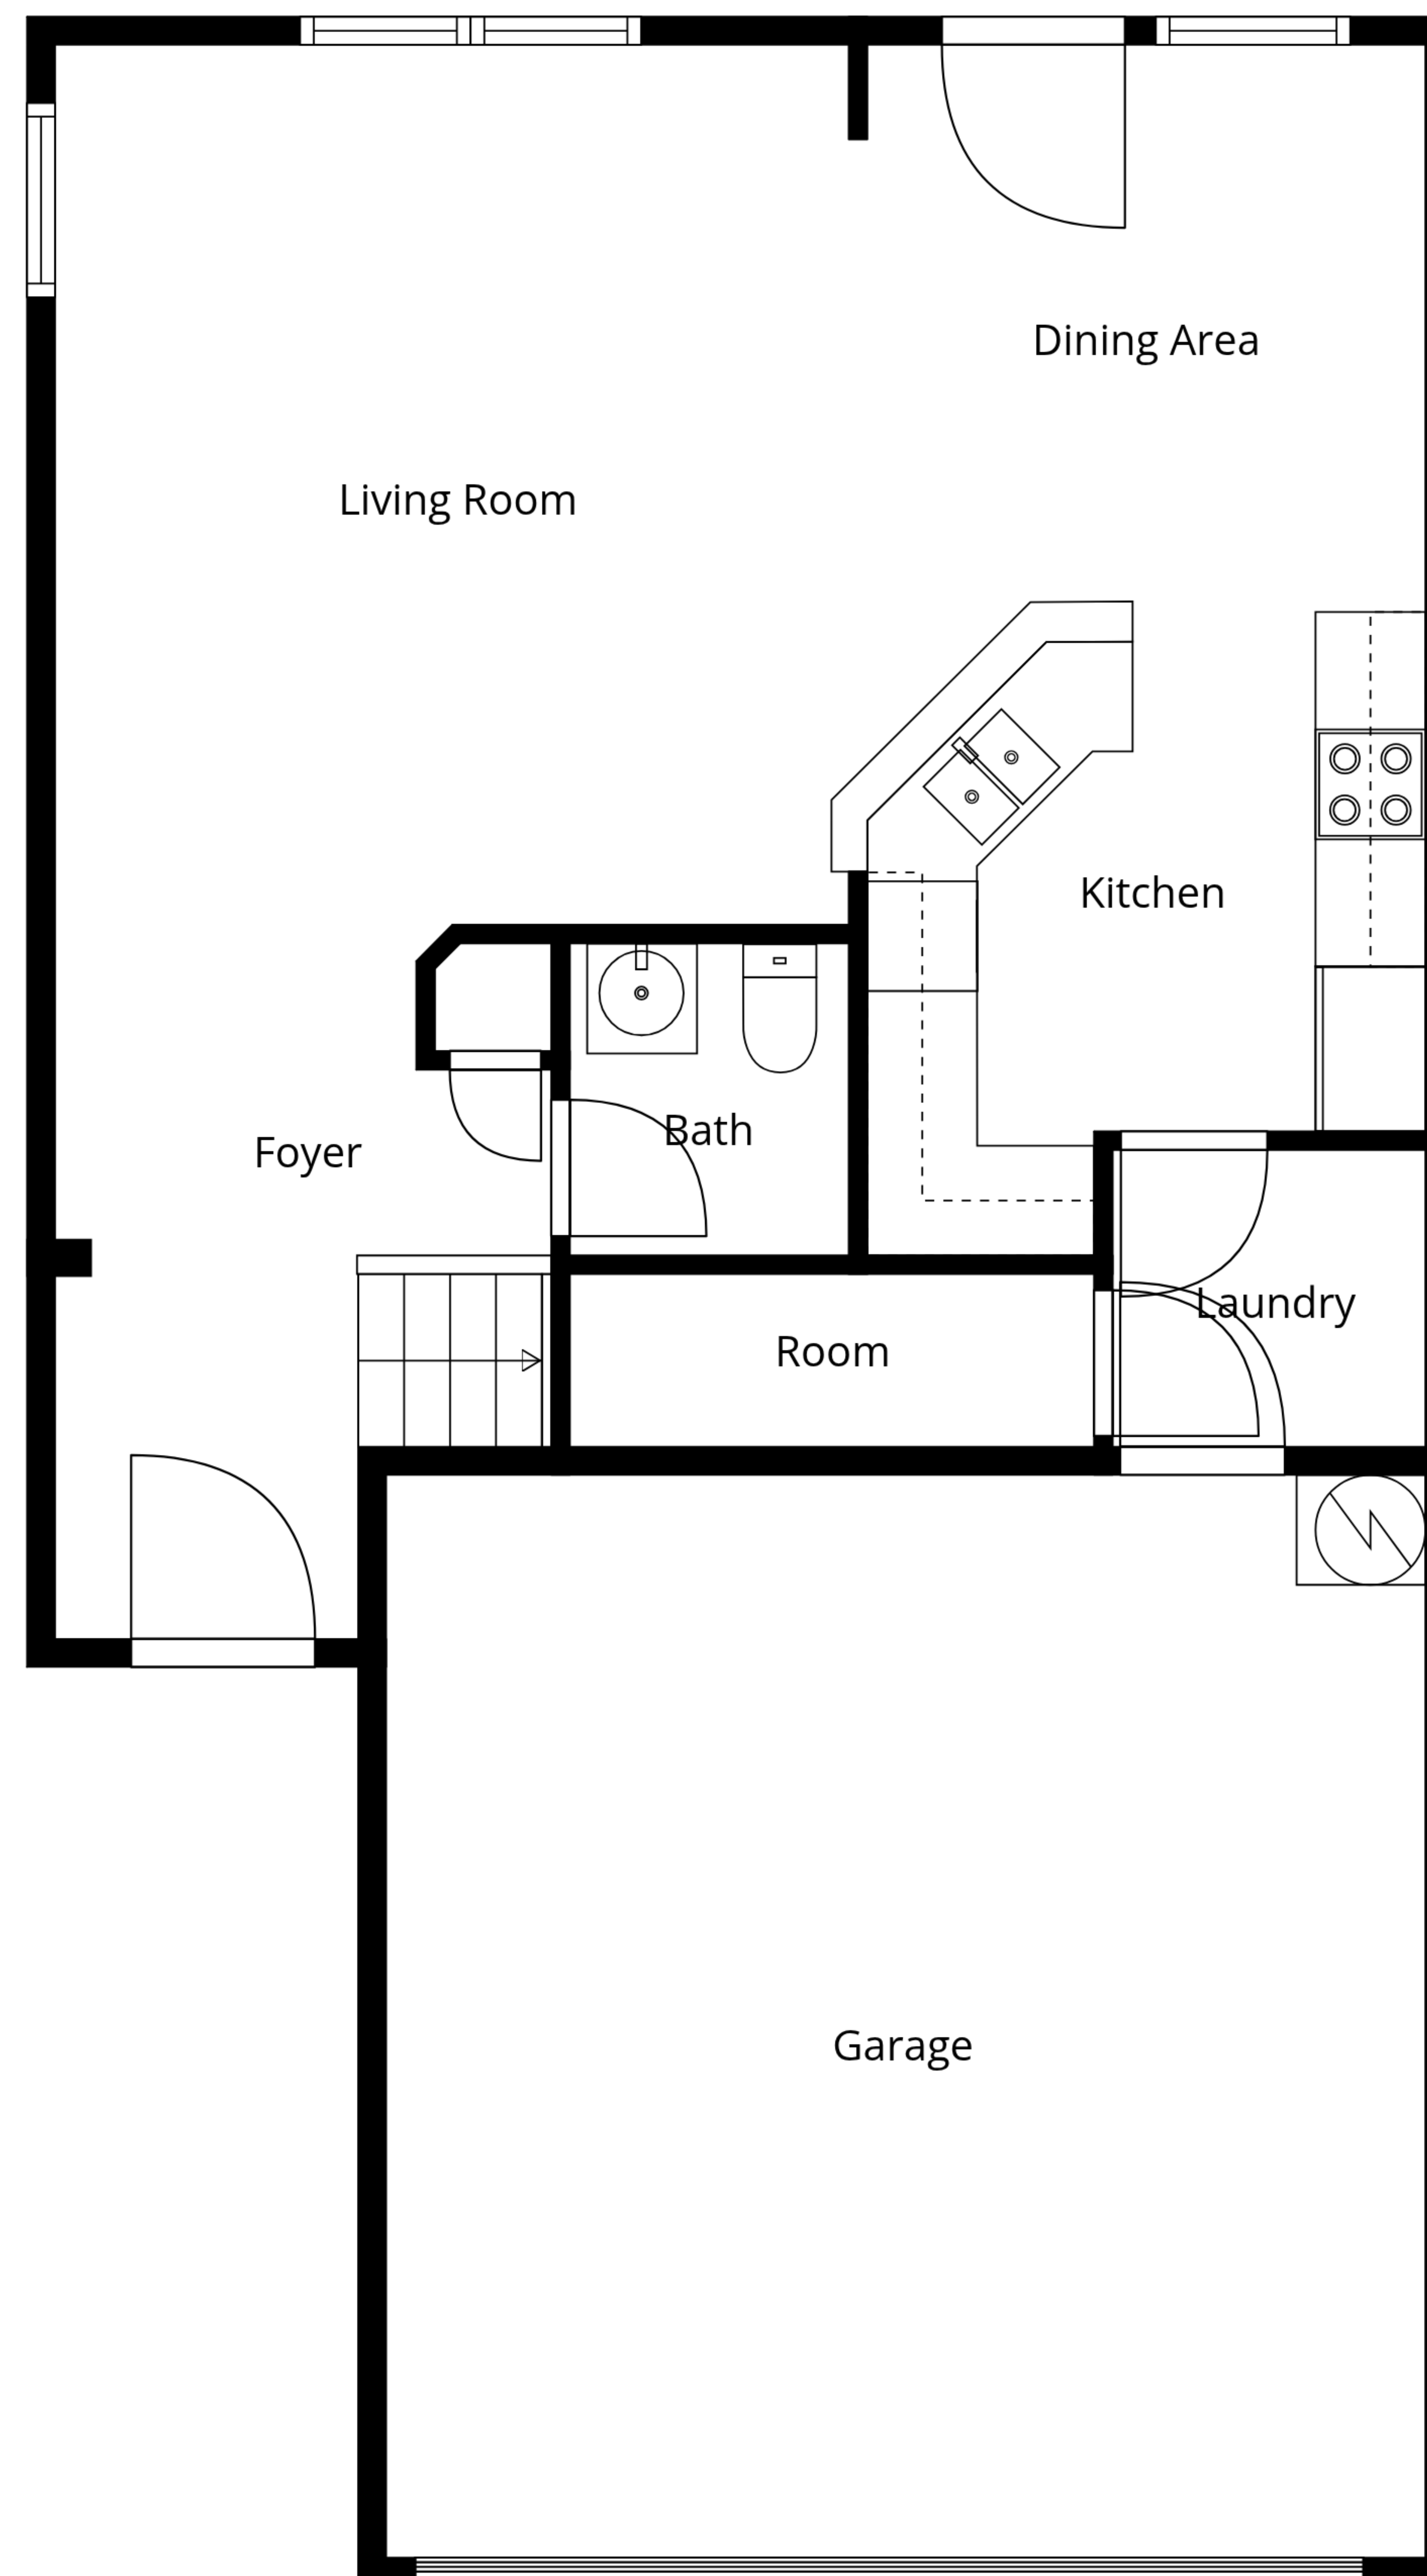 Dining Area
Living Room
Kitchen
Bath
Foyer
Laundry
Room
Garage